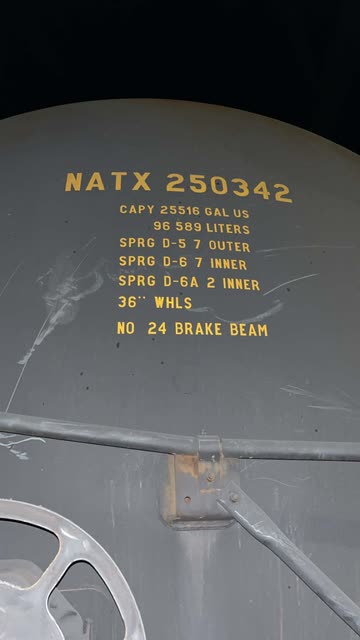 NATX 250342
CAPY 25516 GAL US
96 589 LITERS
SPRG D-5 7 OUTER
SPRG D-6 7 INNER
SPRG D-6A 2 INNER
36" WHLS
NO 24 BRAKE BEAM